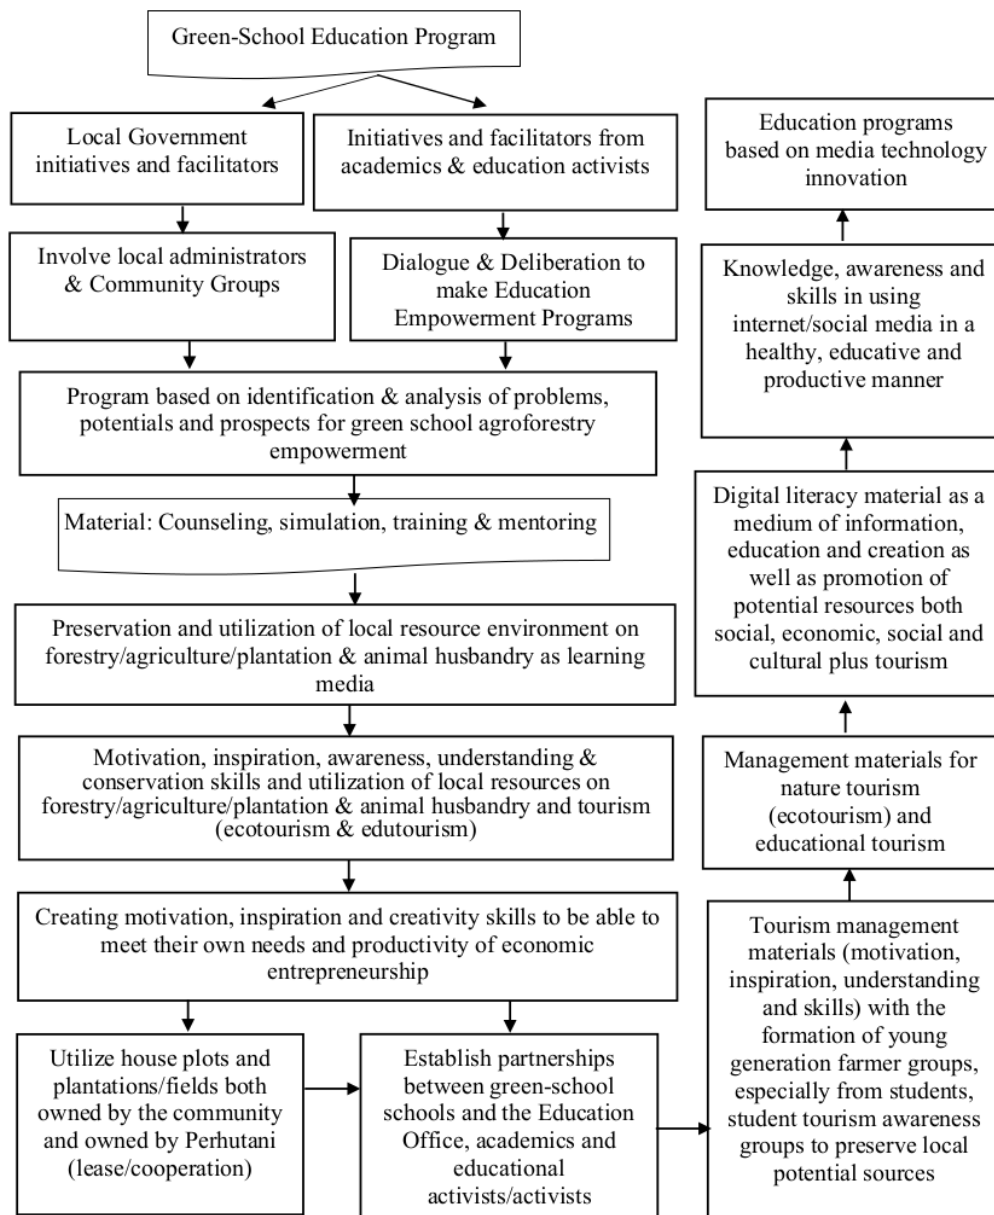 Green-School Education Program
Local Government
initiatives and facilitators
Initiatives and facilitators from
academics & education activists
Involve local administrators
& Community Groups
Dialogue & Deliberation to
make Education
Empowerment Programs
Program based on identification & analysis of problems,
potentials and prospects for green school agroforestry
empowerment
Material: Counseling, simulation, training & mentoring
Preservation and utilization of local resource environment on
forestry/agriculture/plantation & animal husbandry as learning
media
Motivation, inspiration, awareness, understanding &
conservation skills and utilization of local resources on
forestry/agriculture/plantation & animal husbandry and tourism
(ecotourism & edutourism)
Creating motivation, inspiration and creativity skills to be able to
meet their own needs and productivity of economic
entrepreneurship
Utilize house plots and
plantations/fields both
owned by the community
and owned by Perhutani
(lease/cooperation)
Establish partnerships
between green-school
schools and the Education
Office, academics and
educational
activists/activists
Tourism management
materials (motivation,
inspiration, understanding
and skills) with the
formation of young
generation farmer groups,
especially from students,
student tourism awareness
groups to preserve local
potential sources
Management materials for
nature tourism
(ecotourism) and
educational tourism
Digital literacy material as a
medium of information,
education and creation as
well as promotion of
potential resources both
social, economic, social and
cultural plus tourism
Knowledge, awareness and
skills in using
internet/social media in a
healthy, educative and
productive manner
Education programs
based on media technology
innovation